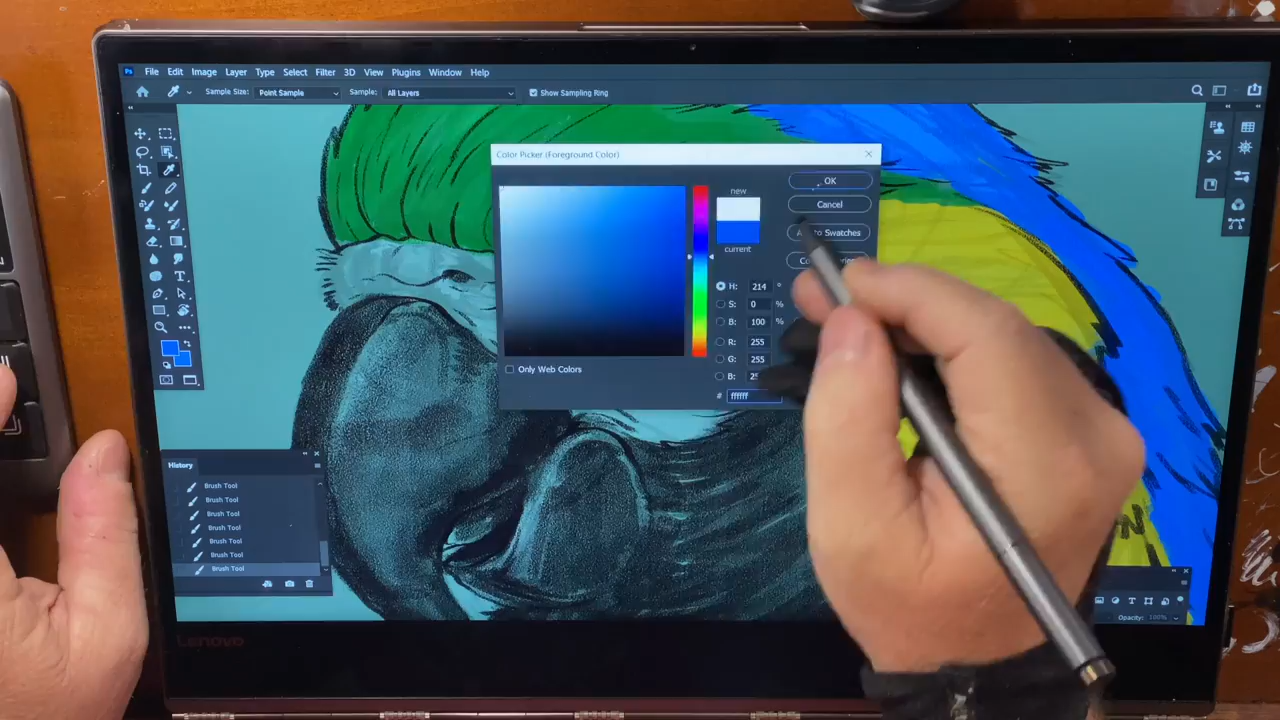 Ps File Edit Image Layer Type Select Filter 3D View Plugins Window Help
Sample Size: Point Sample Sample: All Layers Show Sampling Ring
Color Picker (Foreground Color)
new
current
OK
Cancel
to Swatches
H: 214 °
S: 0 %
B: 100 %
R: 255
G: 255
B:
# ffffff
Only Web Colors
History
Brush Tool
Brush Tool
Brush Tool
Brush Tool
Brush Tool
Brush Tool
Brush Tool
Opacity: 100%
Lenovo